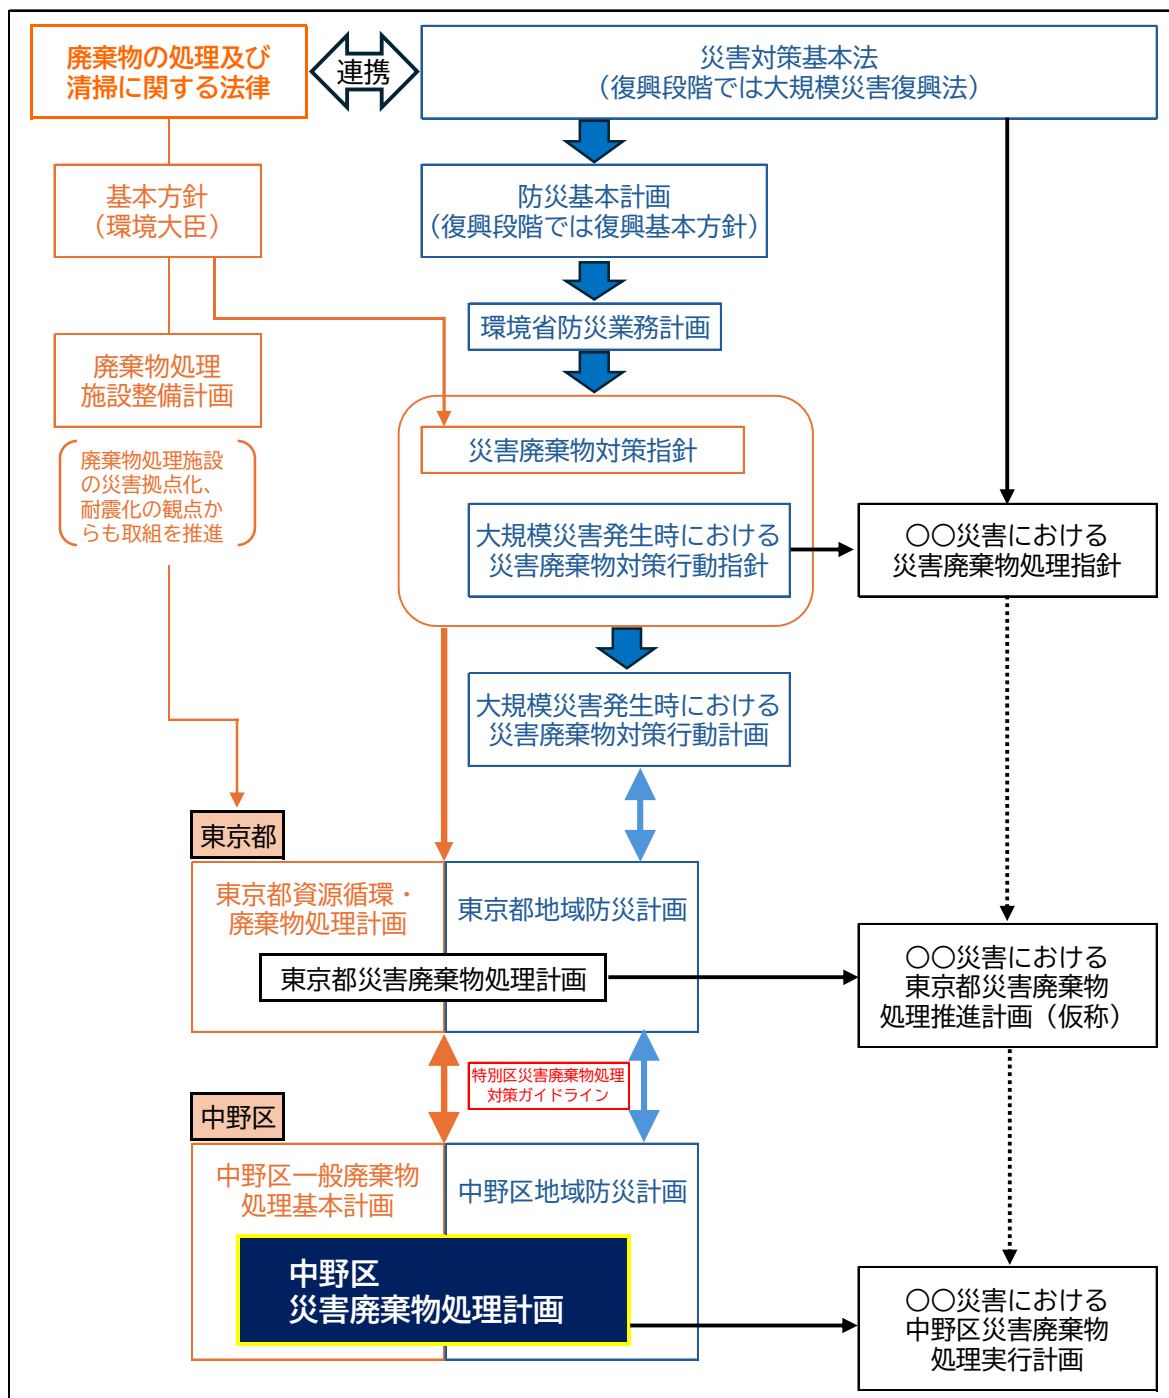 廃棄物の処理及び
清掃に関する法律
連携
災害対策基本法
（復興段階では大規模災害復興法）
基本方針
（環境大臣）
防災基本計画
（復興段階では復興基本方針）
環境省防災業務計画
廃棄物処理
施設整備計画
廃棄物処理施設
の災害拠点化、
耐震化の観点か
らも取組を推進
災害廃棄物対策指針
大規模災害発生時における
災害廃棄物対策行動指針
〇〇災害における
災害廃棄物処理指針
大規模災害発生時における
災害廃棄物対策行動計画
東京都
東京都資源循環・
廃棄物処理計画
東京都地域防災計画
東京都災害廃棄物処理計画
〇〇災害における
東京都災害廃棄物
処理推進計画（仮称）
特別区災害廃棄物処理
対策ガイドライン
中野区
中野区一般廃棄物
処理基本計画
中野区地域防災計画
中野区
災害廃棄物処理計画
〇〇災害における
中野区災害廃棄物
処理実行計画